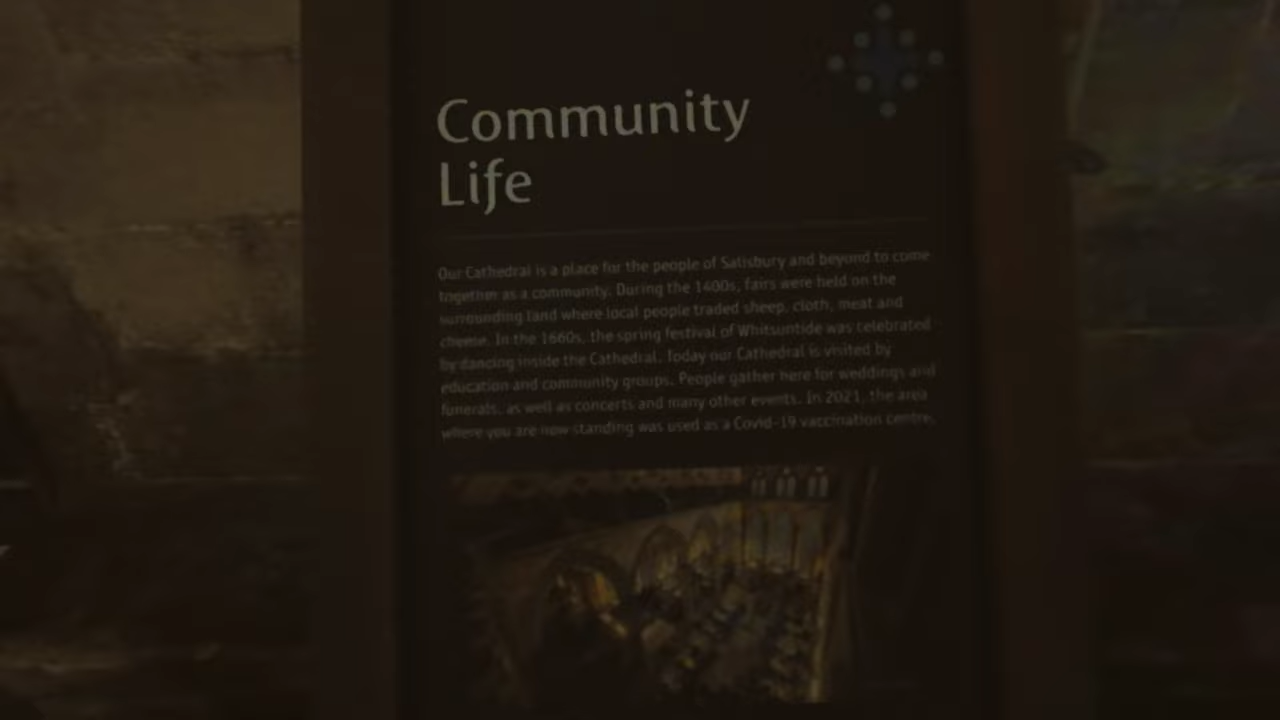 Community
Life
Our Cathedral is a place for the people of Salisbury and beyond to come
together as a community. During the 1400s, fairs were held on the
surrounding land where local people traded sheep, cloth, meat and
cheese. In the 1660s, the spring festival of Whitsuntide was celebrated
by dancing inside the Cathedral. Today our Cathedral is visited by
education and community groups. People gather here for weddings and
funerals, as well as concerts and many other events. In 2021, the area
where you are now standing was used as a Covid-19 vaccination centre.